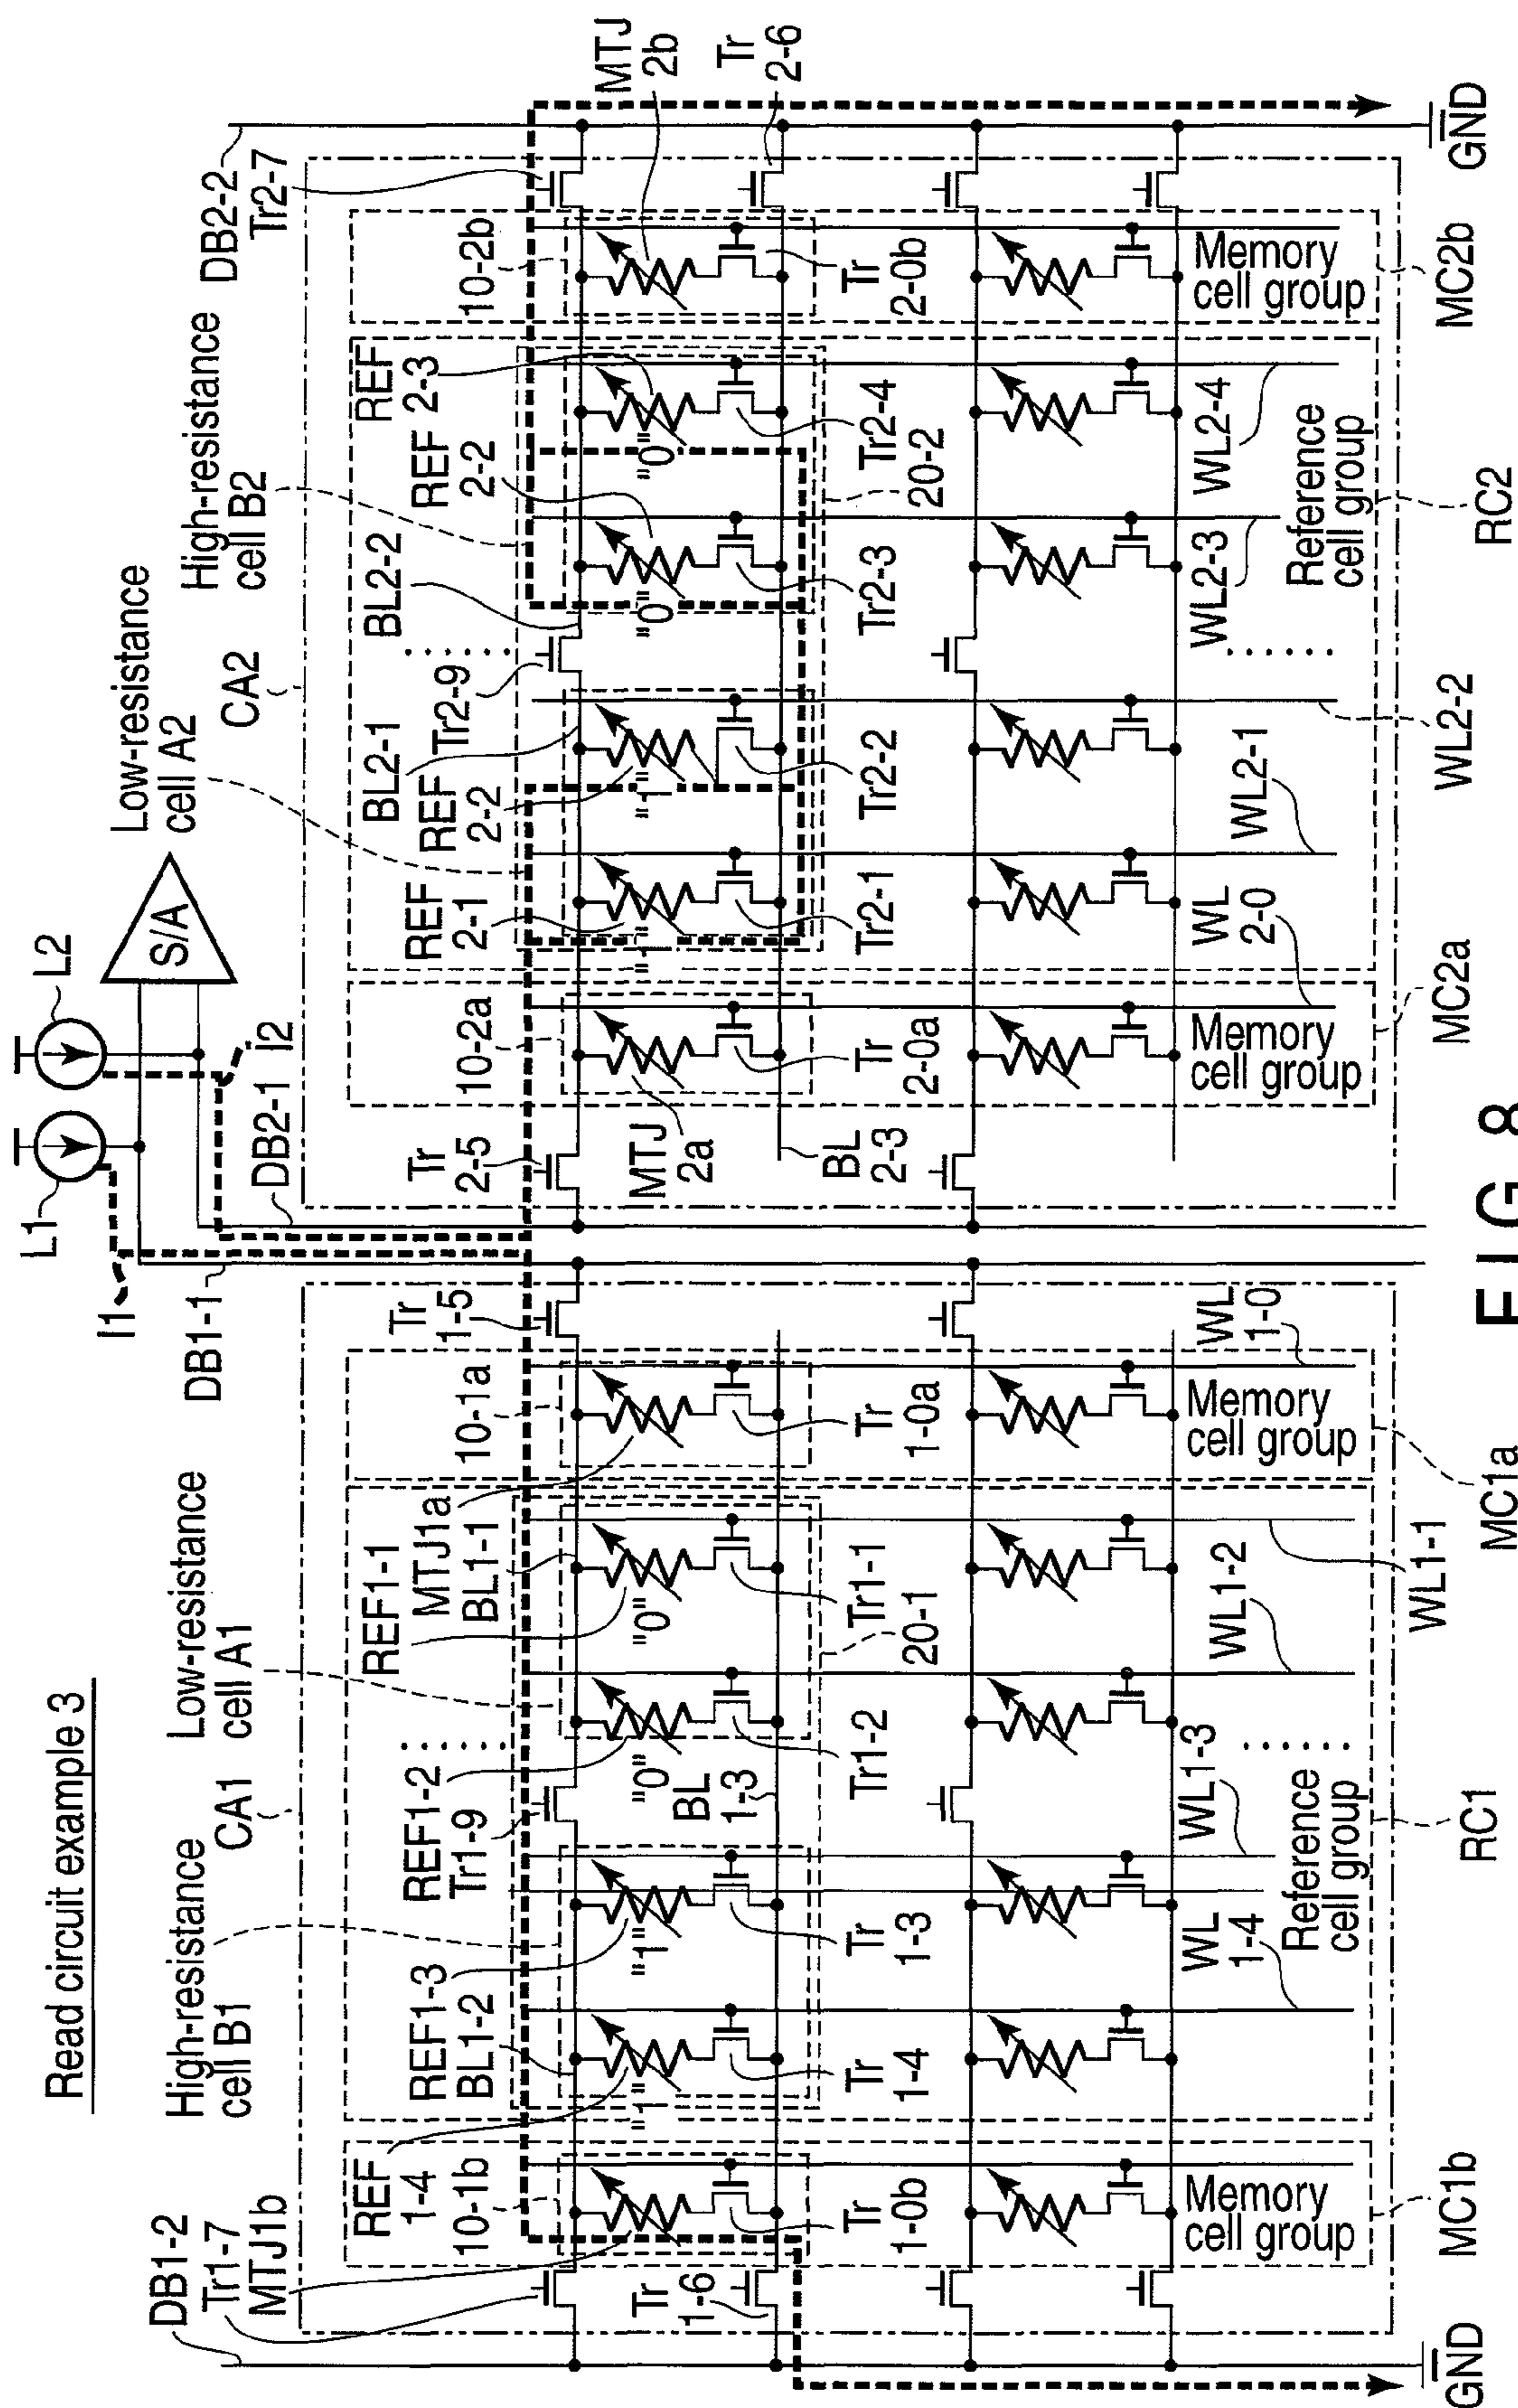 Read circuit example 3
L1
L2
S/A
I1
I2
DB1-1
DB2-1
High-resistance
cell B1
CA1
Low-resistance
cell A1
Low-resistance
cell A2
CA2
High-resistance
cell B2
DB1-2
Tr1-7
MTJ1b
REF
1-4
10-1b
REF1-3
BL1-2
REF1-2
Tr1-9
REF1-1
MTJ1a
BL1-1
10-1a
Tr
1-5
Tr
2-5
10-2a
REF
2-1
REF
2-2
BL2-1
Tr2-9
BL2-2
REF
2-2
REF
2-3
10-2b
DB2-2
Tr2-7
MTJ
2b
Tr
2-6
"1"
"1"
"0"
"0"
"1"
"1"
"0"
"0"
Tr
1-6
BL
1-3
MTJ
2a
BL
2-3
Tr
1-0b
Tr
1-4
Tr
1-3
Tr1-2
Tr1-1
20-1
Tr
1-0a
Tr
2-0a
Tr2-1
Tr2-2
Tr2-3
Tr2-4
20-2
Tr
2-0b
Memory
cell group
WL
1-4
WL1-3
WL1-2
Reference
cell group
Memory
cell group
WL
1-0
Memory
cell group
WL
2-0
WL2-1
WL2-3
WL2-4
Reference
cell group
Memory
cell group
GND
MC1b
RC1
WL1-1
MC1a
MC2a
WL2-2
RC2
MC2b
GND
FIG. 8